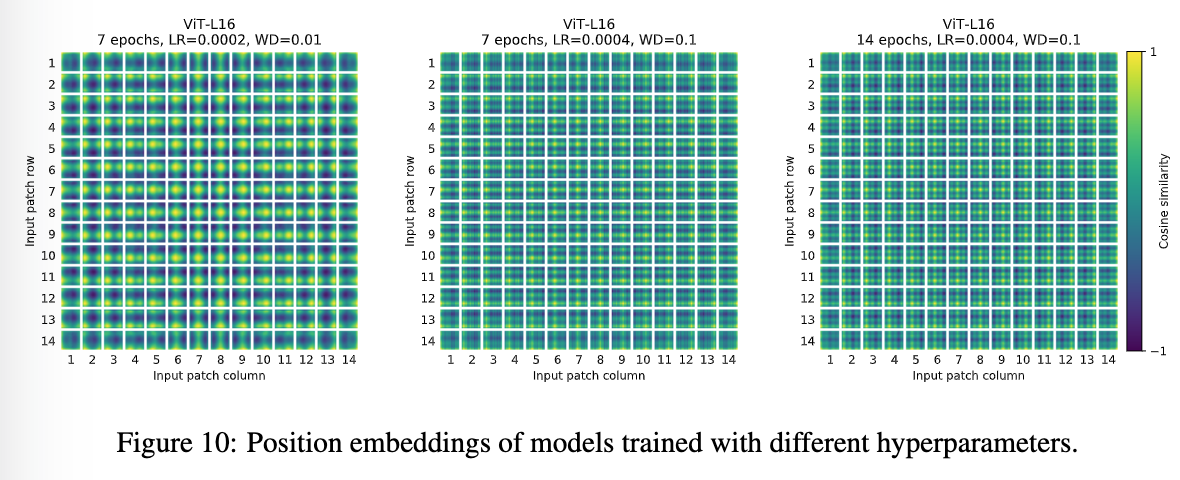 ViT-L16
7 epochs, LR=0.0002, WD=0.01
1
2
3
4
5
6
7
8
9
10
11
12
13
14
Input patch row
1 2 3 4 5 6 7 8 9 10 11 12 13 14
Input patch column
ViT-L16
7 epochs, LR=0.0004, WD=0.1
1
2
3
4
5
6
7
8
9
10
11
12
13
14
Input patch row
1 2 3 4 5 6 7 8 9 10 11 12 13 14
Input patch column
ViT-L16
14 epochs, LR=0.0004, WD=0.1
1
2
3
4
5
6
7
8
9
10
11
12
13
14
Input patch row
1 2 3 4 5 6 7 8 9 10 11 12 13 14
Input patch column
1
Cosine similarity
−1
Figure 10: Position embeddings of models trained with different hyperparameters.